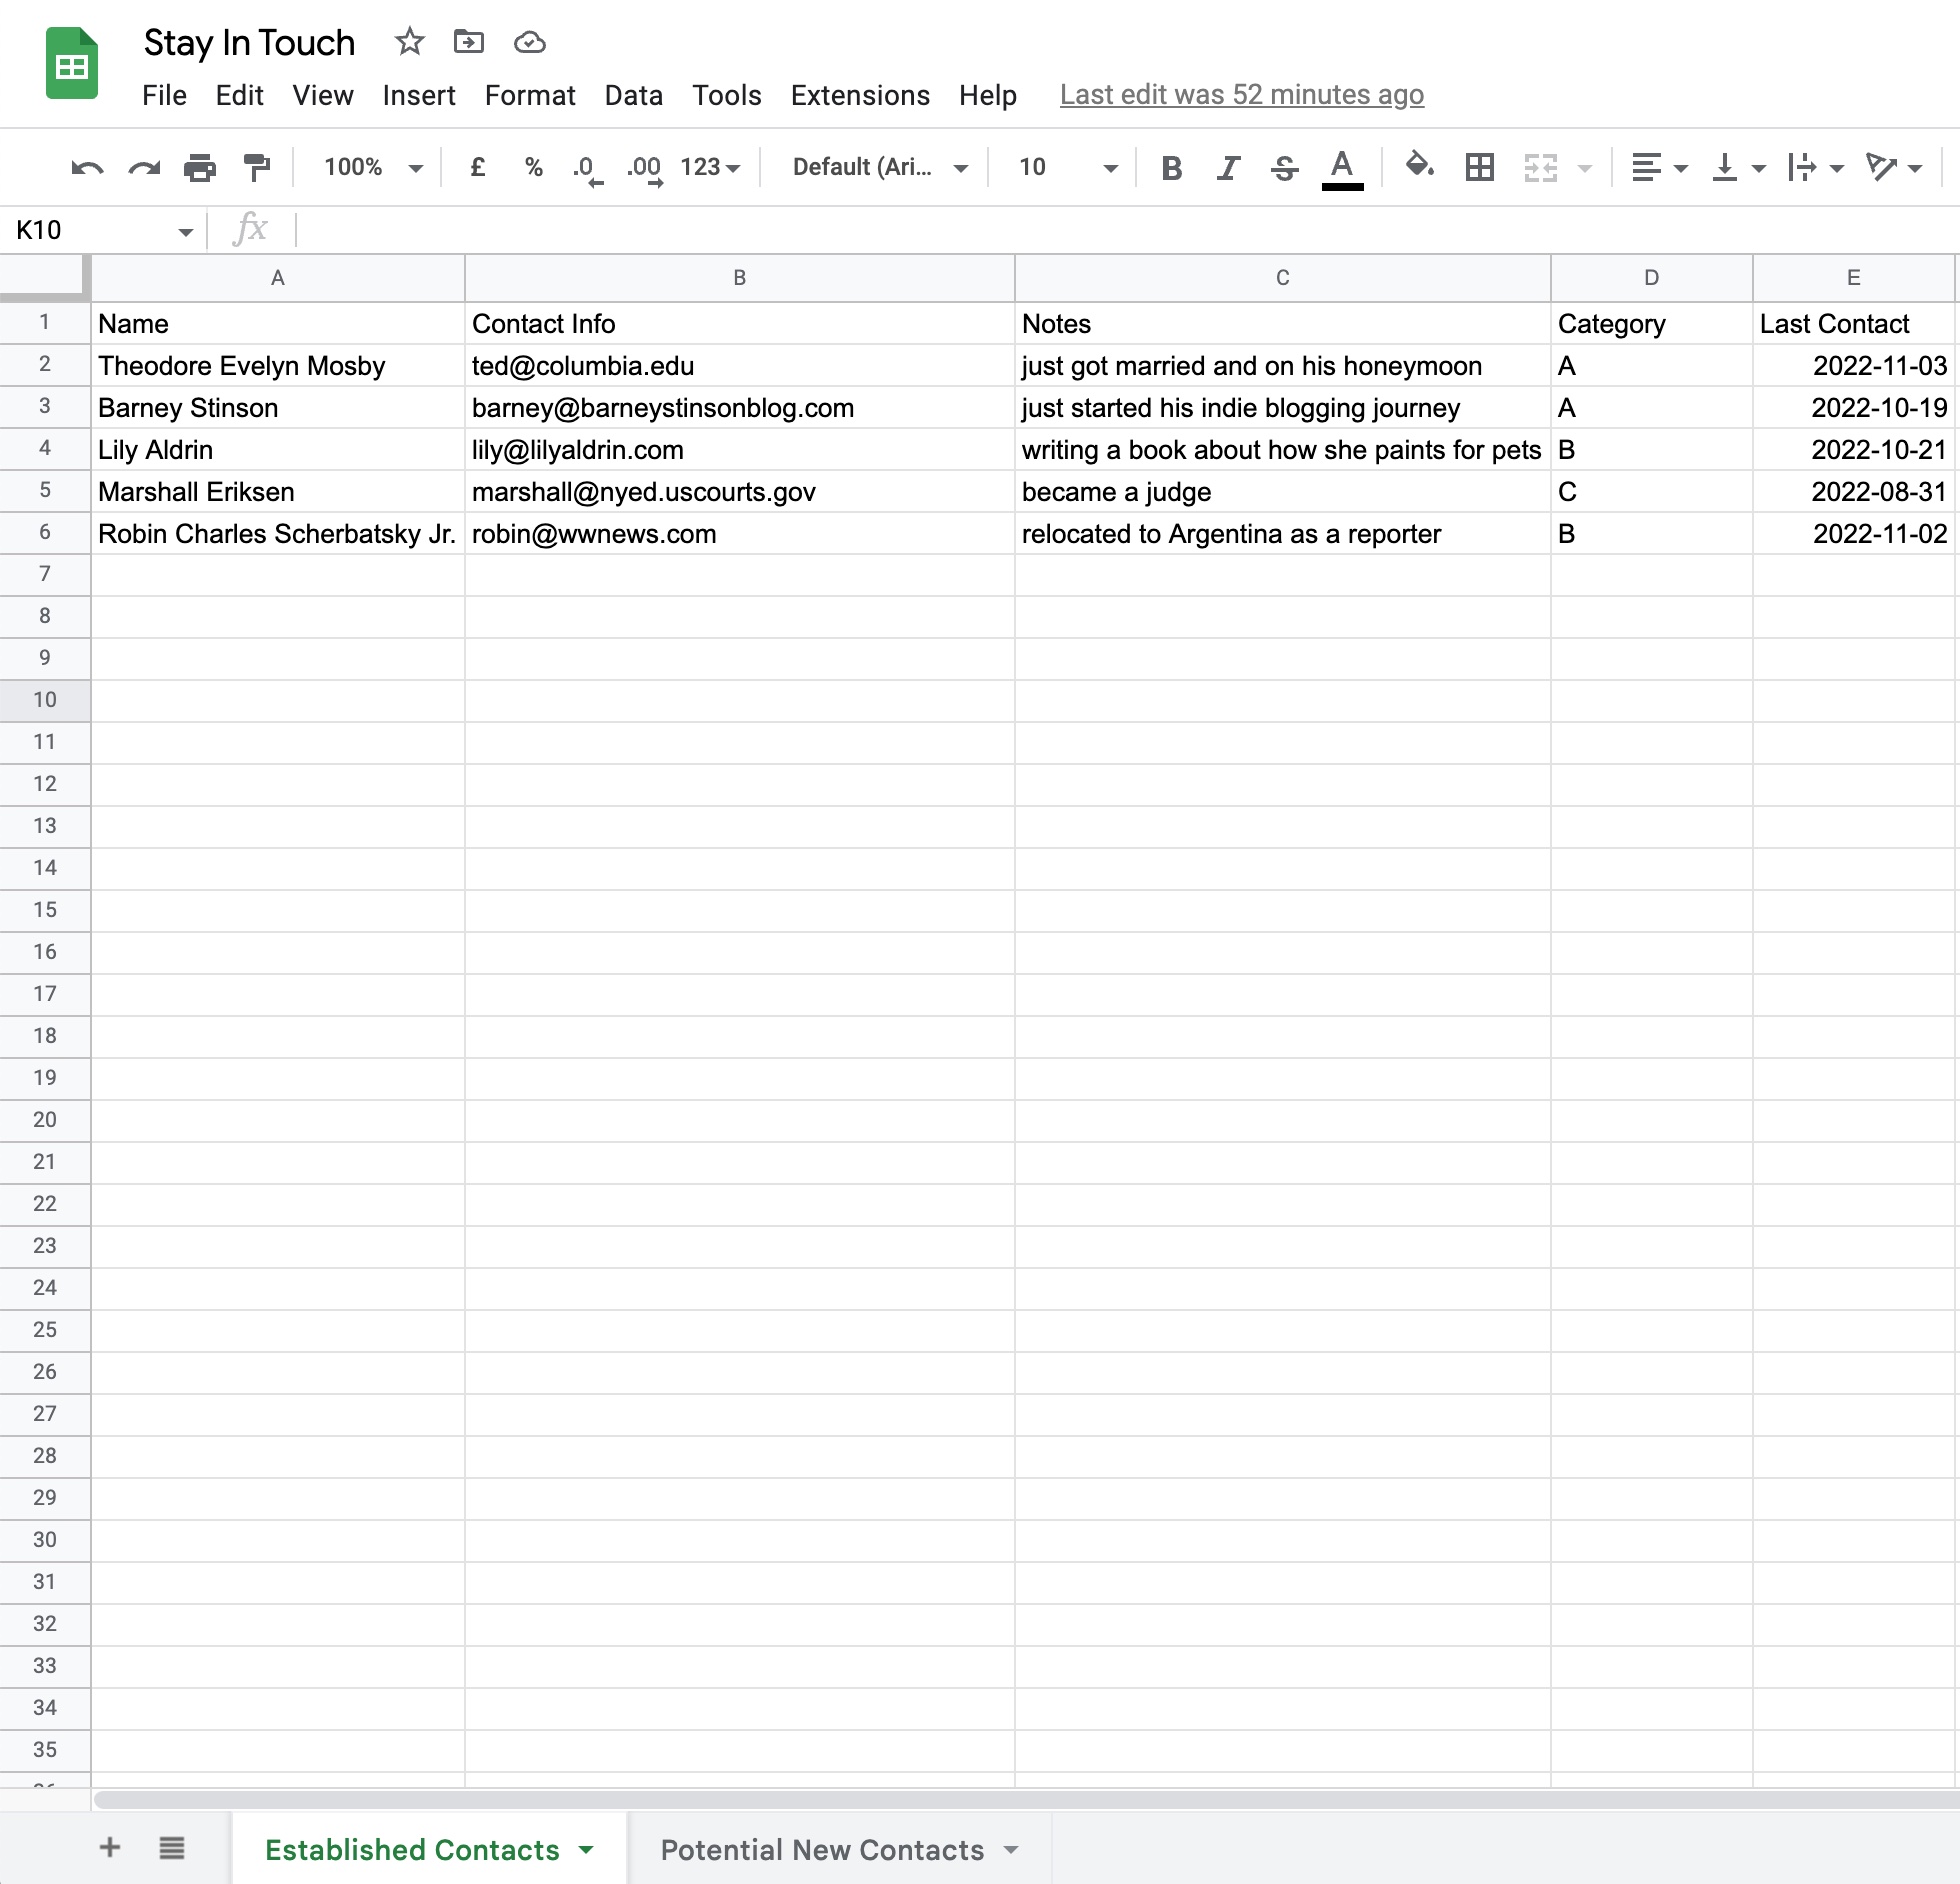 Stay In Touch
File Edit View Insert Format Data Tools Extensions Help Last edit was 52 minutes ago
100% £ % .0 .00 123 Default (Ari... 10 B I S A
K10 fx
A B C D E
1 Name Contact Info Notes Category Last Contact
2 Theodore Evelyn Mosby ted@columbia.edu just got married and on his honeymoon A 2022-11-03
3 Barney Stinson barney@barneystinsonblog.com just started his indie blogging journey A 2022-10-19
4 Lily Aldrin lily@lilyaldrin.com writing a book about how she paints for pets B 2022-10-21
5 Marshall Eriksen marshall@nyed.uscourts.gov became a judge C 2022-08-31
6 Robin Charles Scherbatsky Jr. robin@wwnews.com relocated to Argentina as a reporter B 2022-11-02
7
8
9
10
11
12
13
14
15
16
17
18
19
20
21
22
23
24
25
26
27
28
29
30
31
32
33
34
35
Established Contacts Potential New Contacts